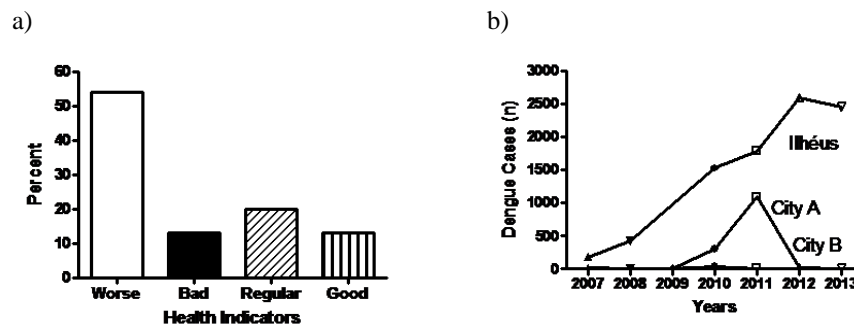 a)
b)
60
50
40
30
20
10
0
Percent
Worse Bad Regular Good
Health Indicators
3000
2500
2000
1500
1000
500
0
Dengue Cases (n)
Ilhéus
City A
City B
2007 2008 2009 2010 2011 2012 2013
Years